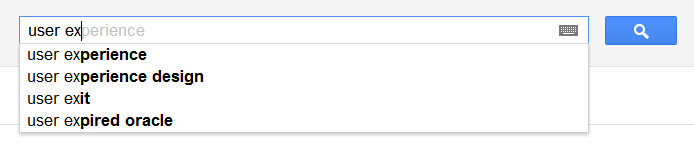 user experience
user experience
user experience design
user exit
user expired oracle